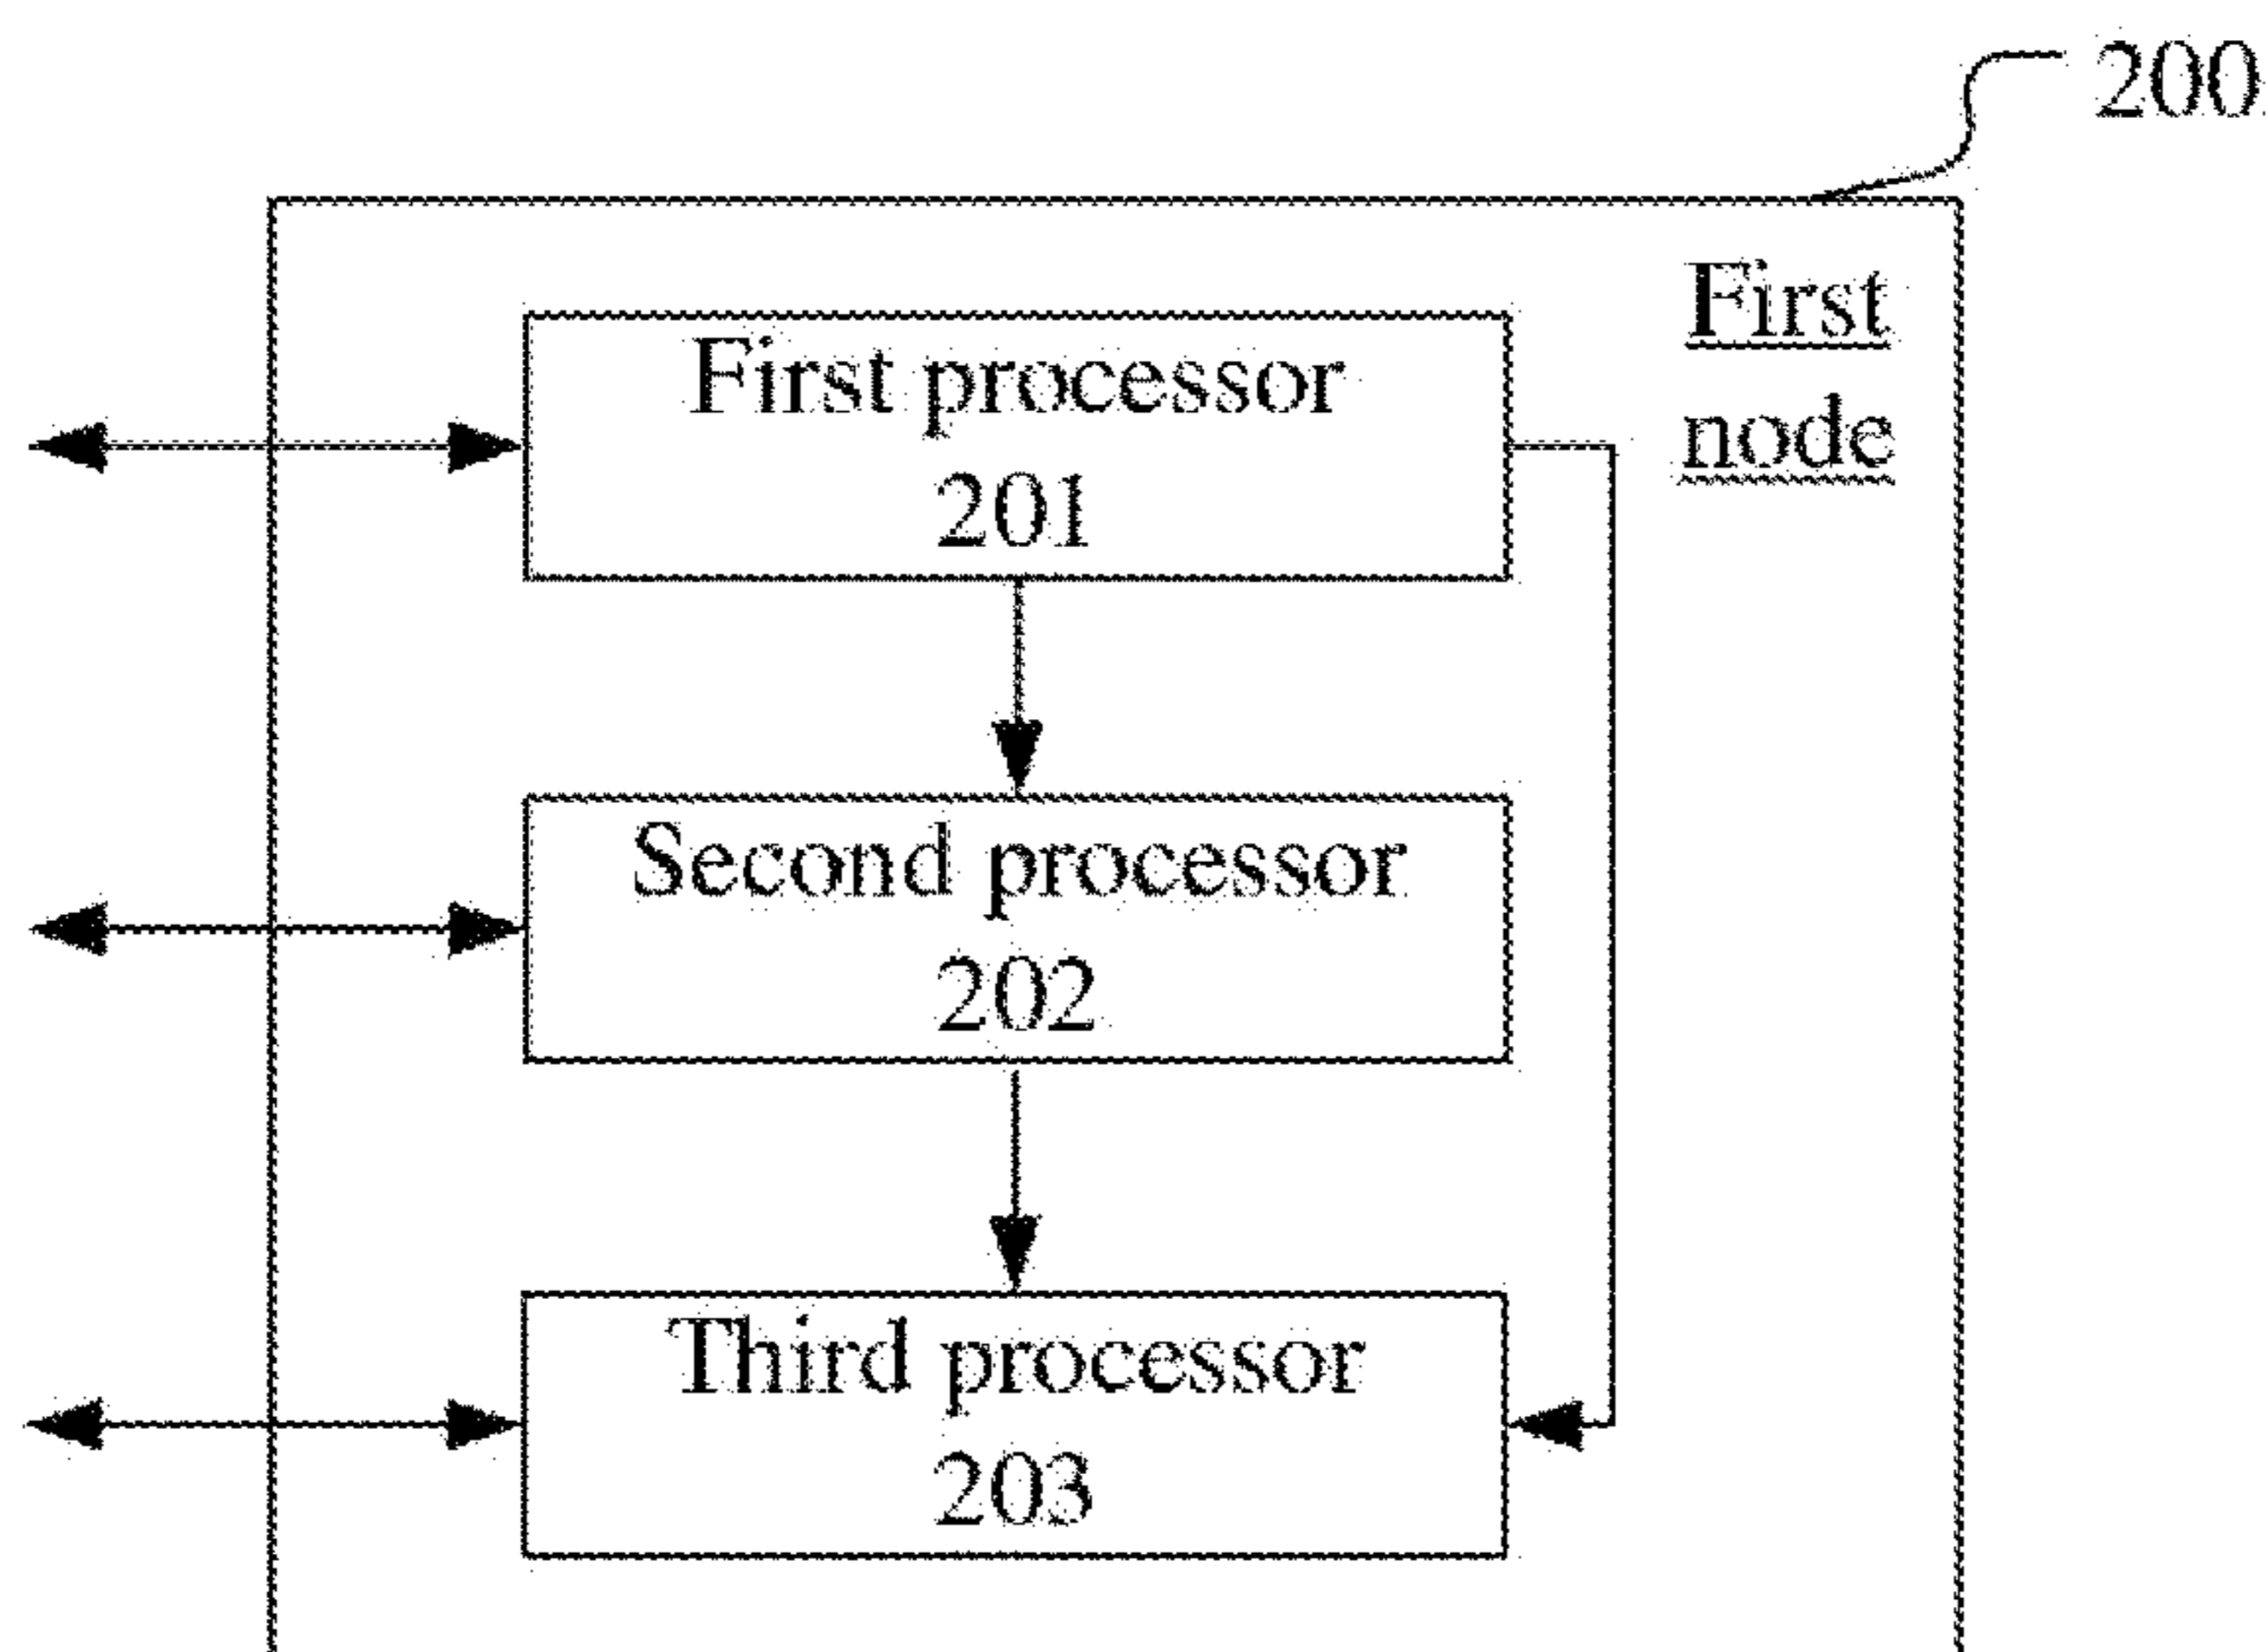 200
First
node
First processor
201
Second processor
202
Third processor
203